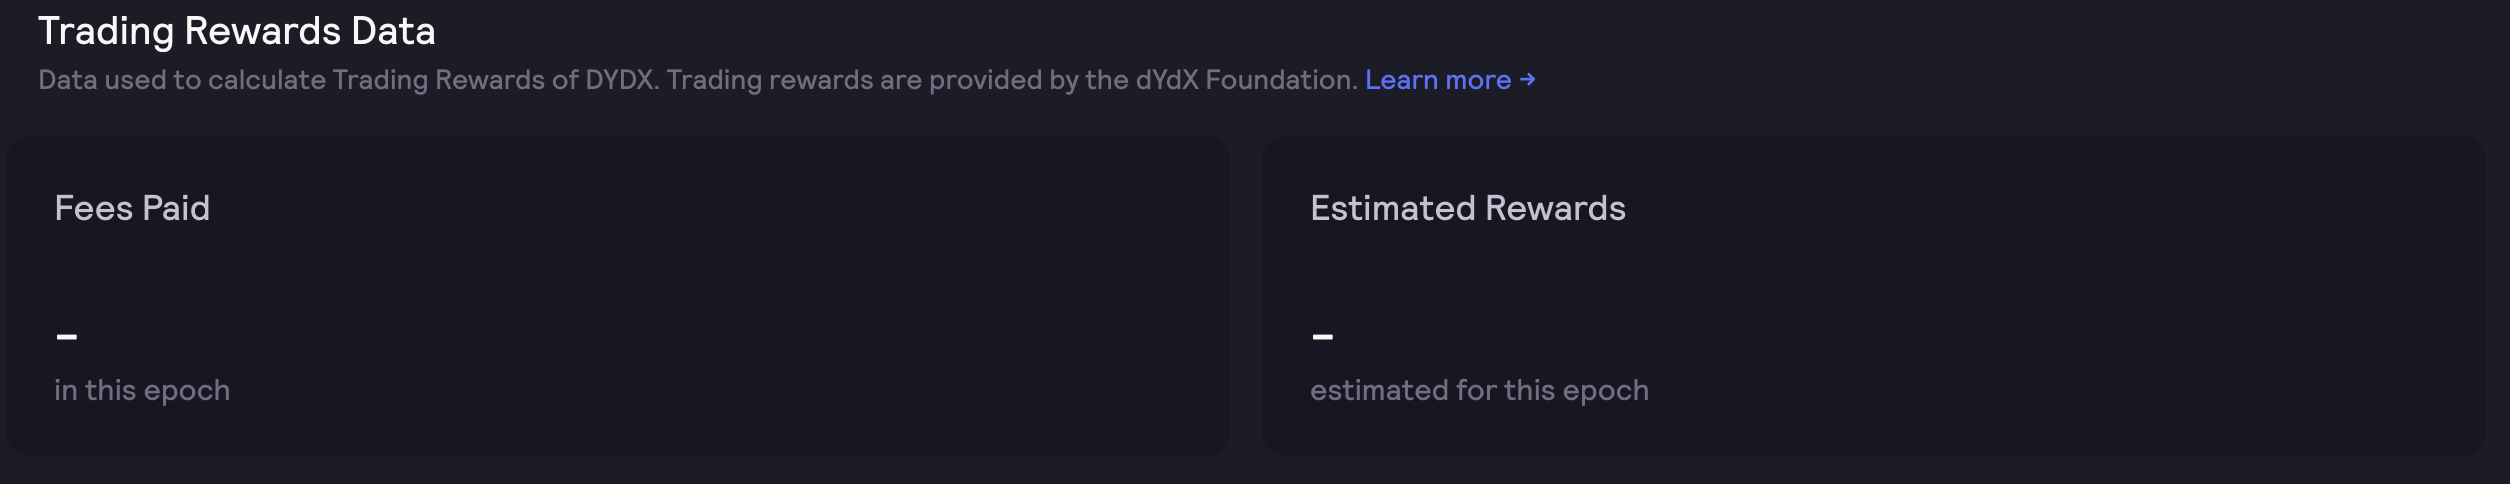 Trading Rewards Data
Data used to calculate Trading Rewards of DYDX. Trading rewards are provided by the dYdX Foundation. Learn more →
Fees Paid
–
in this epoch
Estimated Rewards
–
estimated for this epoch